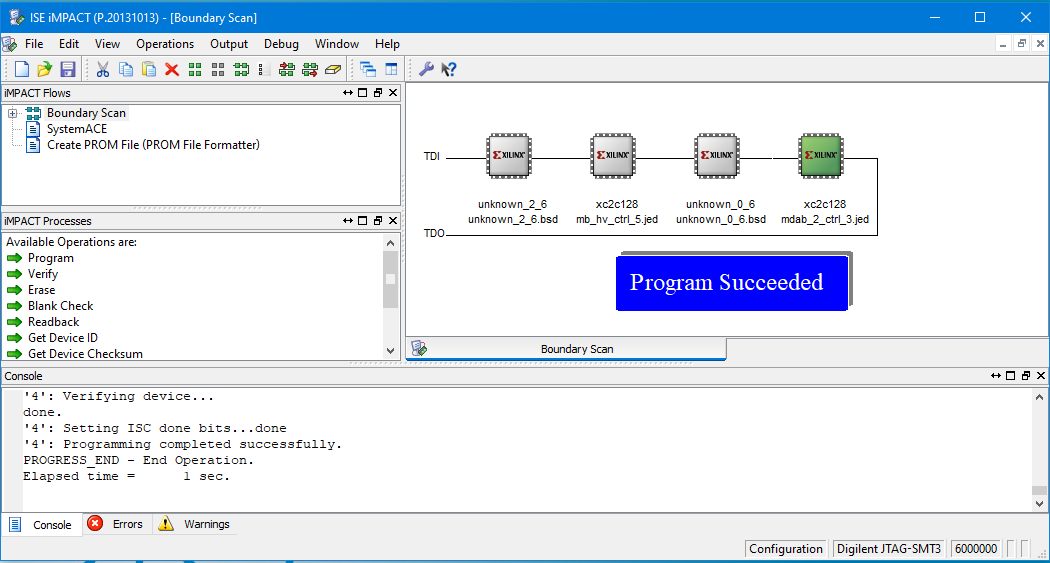 ISE iMPACT (P.20131013) - [Boundary Scan]
File Edit View Operations Output Debug Window Help
iMPACT Flows
Boundary Scan
SystemACE
Create PROM File (PROM File Formatter)
iMPACT Processes
Available Operations are:
Program
Verify
Erase
Blank Check
Readback
Get Device ID
Get Device Checksum
TDI
XILINX XILINX XILINX XILINX
unknown_2_6 xc2c128 unknown_0_6 xc2c128
unknown_2_6.bsd mb_hv_ctrl_5.jed unknown_0_6.bsd mdab_2_ctrl_3.jed
TDO
Program Succeeded
Boundary Scan
Console
'4': Verifying device...
done.
'4': Setting ISC done bits...done
'4': Programming completed successfully.
PROGRESS_END - End Operation.
Elapsed time = 1 sec.
Console Errors Warnings
Configuration Digilent JTAG-SMT3 6000000